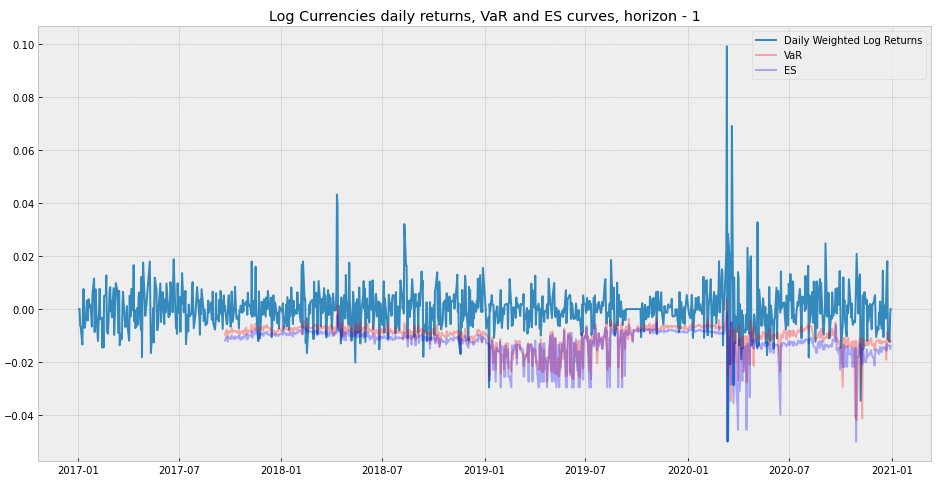 Log Currencies daily returns, VaR and ES curves, horizon - 1
Daily Weighted Log Returns
VaR
ES
0.10
0.08
0.06
0.04
0.02
0.00
−0.02
−0.04
2017-01 2017-07 2018-01 2018-07 2019-01 2019-07 2020-01 2020-07 2021-01